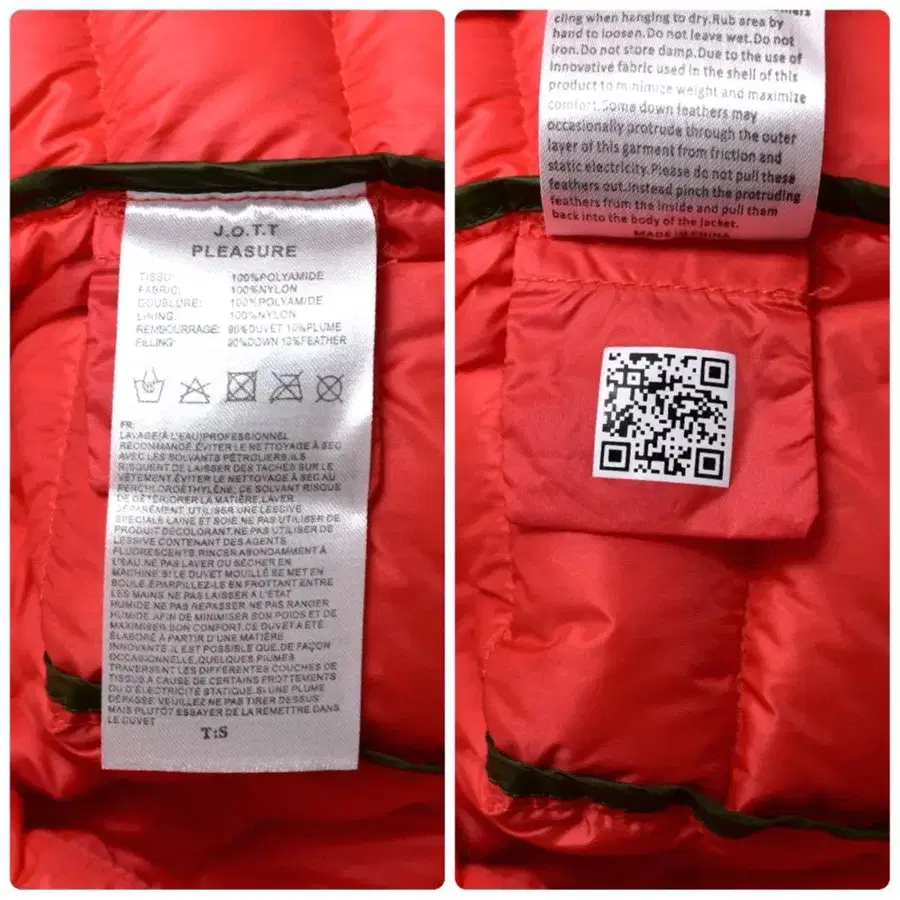 J.O.T.T
PLEASURE
TISSU: 100%POLYAMIDE
FABRIC: 100%NYLON
DOUBLURE: 100%POLYAMIDE
LINING: 100%NYLON
REMBOURRAGE: 90%DUVET 10%PLUME
FILLING: 90%DOWN 10%FEATHER
FR:
LAVAGE(À L'EAU)PROFESSIONNEL
RECOMMANDÉ.ÉVITER LE NETTOYAGE À SEC
AVEC LES SOLVANTS PÉTROLIERS,ILS
RISQUENT DE LAISSER DES TACHES SUR LE
VÊTEMENT.ÉVITER LE NETTOYAGE À SEC AU
PERCHLOROÉTHYLÈNE; CE SOLVANT RISQUE
DE DÉTÉRIORER LA MATIÈRE.LAVER
SÉPARÉMENT,UTILISER UNE LESSIVE
SPÉCIALE LAINE ET SOIE NE PAS UTILISER DE
PRODUIT DÉCOLORANT.NE PAS UTILISER DE
LESSIVE CONTENANT DES AGENTS
FLUORESCENTS.RINCER ABONDAMMENT À
L'EAU.NE PAS LAVER OU SÉCHER EN
MACHINE.SI LE DUVET MOUILLÉ SE MET EN
BOULE,ÉPARPILLEZ-LE EN FROTTANT ENTRE
LES MAINS.NE PAS LAISSER À L'ÉTAT
HUMIDE.NE PAS REPASSER.NE PAS RANGER
HUMIDE.AFIN DE MINIMISER SON POIDS ET DE
MAXIMISER SON CONFORT,CE DUVET A ÉTÉ
ÉLABORÉ À PARTIR D'UNE MATIÈRE
INNOVANTE.IL EST POSSIBLE QUE,DE FAÇON
OCCASIONNELLE,QUELQUES PLUMES
TRAVERSENT LES DIFFÉRENTES COUCHES DE
TISSUS À CAUSE DE CERTAINS FROTTEMENTS
OU D'ÉLECTRICITÉ STATIQUE.SI UNE PLUME
DÉPASSE VEUILLEZ NE PAS TIRER DESSUS
MAIS PLUTÔT ESSAYER DE LA REMETTRE DANS
LE DUVET
T:S
cling when hanging to dry.Rub area by
hand to loosen.Do not leave wet.Do not
iron.Do not store damp.Due to the use of
Innovative fabric used in the shell of this
product to minimize weight and maximize
comfort.Some down feathers may
occasionally protrude through the outer
layer of this garment from friction and
static electricity.Please do not pull these
feathers out.Instead pinch the protruding
feathers from the inside and pull them
back into the body of the jacket.
MADE IN CHINA